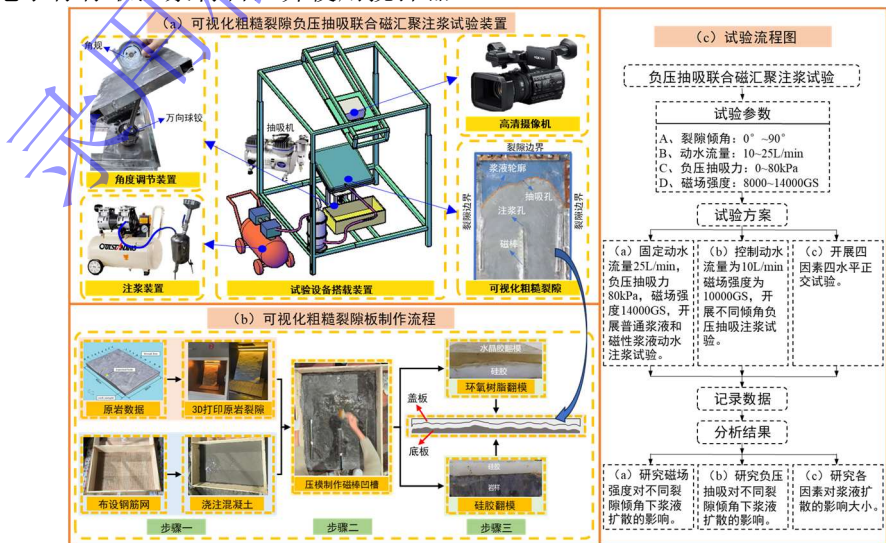 (a) 可视化粗糙裂隙负压抽吸联合磁汇聚注浆试验装置
角规
万向球铰
角度调节装置
注浆装置
抽吸机
试验设备搭载装置
高清摄像机
裂隙边界
浆液轮廓
抽吸孔
注浆孔
磁棒
裂隙边界
裂隙边界
可视化粗糙裂隙
(b) 可视化粗糙裂隙板制作流程
原岩数据
3D打印原岩裂隙
布设钢筋网
浇注混凝土
步骤一
压模制作磁棒凹槽
步骤二
水晶胶翻模
硅胶
环氧树脂翻模
盖板
底板
硅胶
岩样
硅胶翻模
步骤三
(c) 试验流程图
负压抽吸联合磁汇聚注浆试验
试验参数
A、裂隙倾角: 0°~90°
B、动水流量: 10~25L/min
C、负压抽吸力: 0~80kPa
D、磁场强度: 8000~14000GS
试验方案
(a) 固定动水
流量25L/min,
负压抽吸力
80kPa, 磁场强
度14000GS, 开
展普通浆液和
磁性浆液动水
注浆试验。
(b) 控制动水
流量为10L/min
磁场强度为
10000GS, 开
展不同倾角负
压抽吸注浆试
验。
(c) 开展四
因素四水平正
交试验。
记录数据
分析结果
(a) 研究磁场
强度对不同裂
隙倾角下浆液
扩散的影响。
(b) 研究负压
抽吸对不同裂
隙倾角下浆液
扩散的影响。
(c) 研究各
因素对浆液扩
散的影响大小。